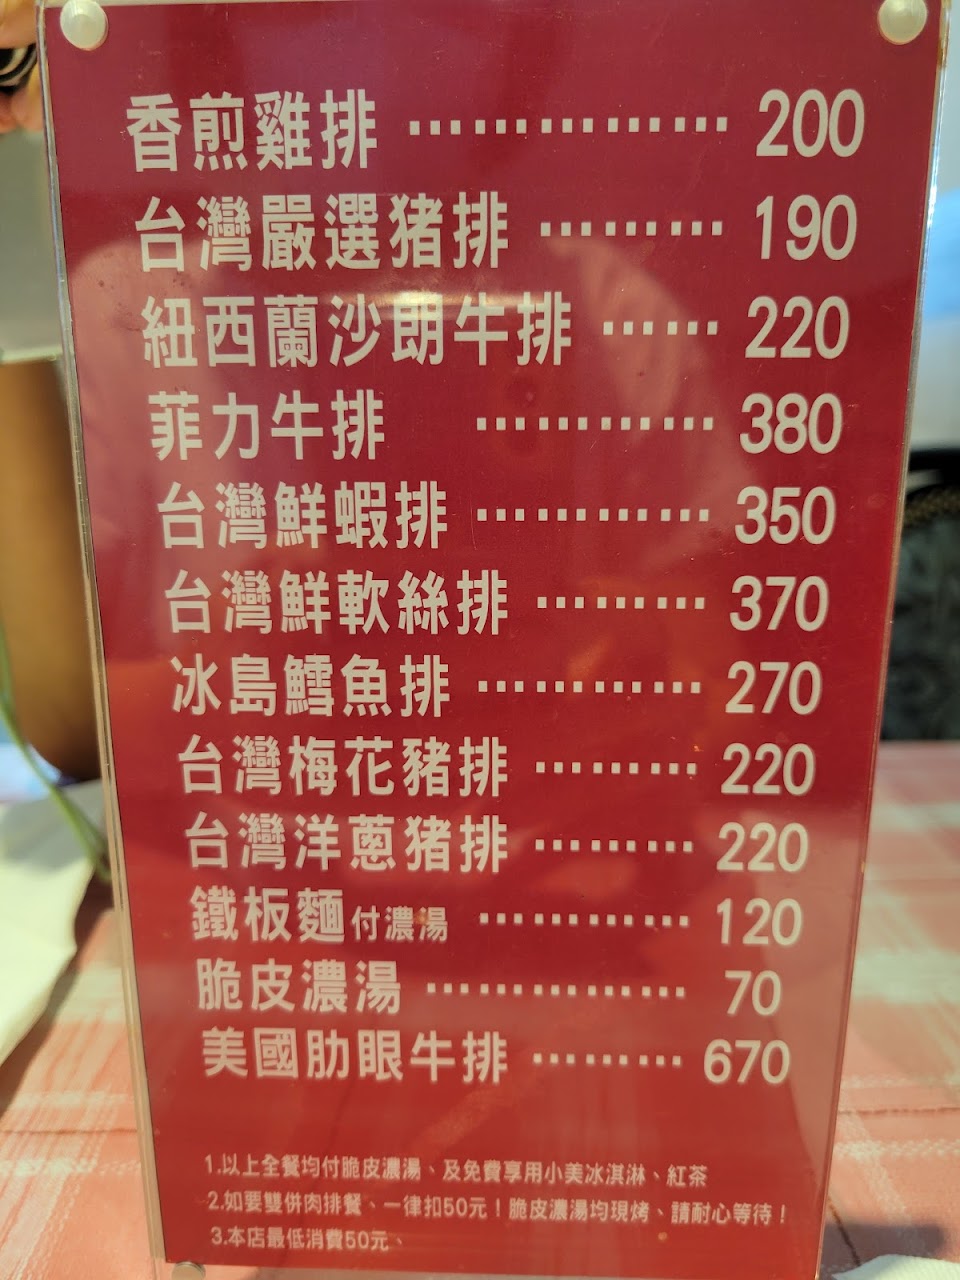 香煎雞排 ................ 200
台灣嚴選豬排 ......... 190
紐西蘭沙朗牛排 ...... 220
菲力牛排 ............ 380
台灣鮮蝦排 ............ 350
台灣鮮軟絲排 ......... 370
冰島鱈魚排 ............ 270
台灣梅花豬排 ......... 220
台灣洋蔥豬排 ......... 220
鐵板麵付濃湯 ............ 120
脆皮濃湯 ............... 70
美國肋眼牛排 ......... 670
1.以上全餐均付脆皮濃湯、及免費享用小美冰淇淋、紅茶
2.如要雙併肉排餐、一律扣50元！脆皮濃湯均現烤、請耐心等待！
3.本店最低消費50元、